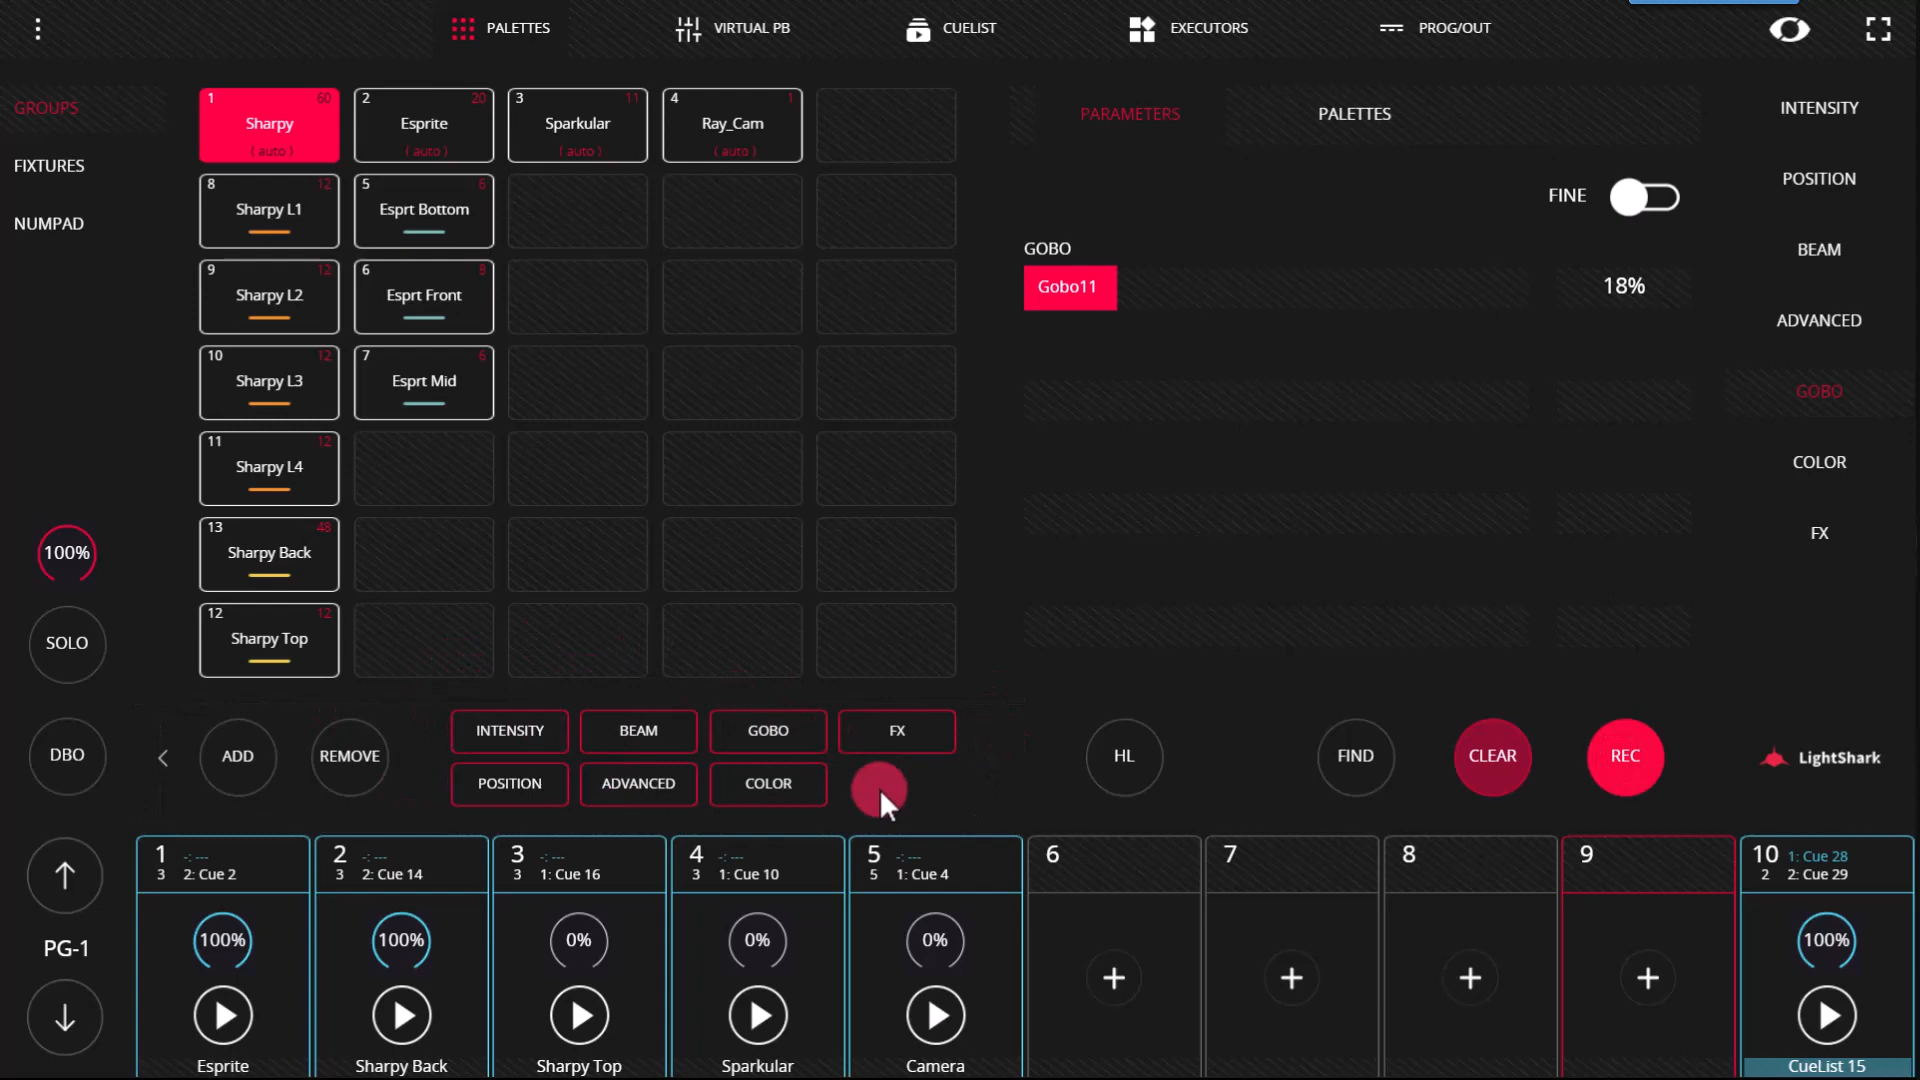 PALETTES
VIRTUAL PB
CUELIST
EXECUTORS
PROG/OUT
GROUPS
FIXTURES
NUMPAD
100%
SOLO
DBO
PG-1
1 60
Sharpy
( auto )
2 20
Esprite
( auto )
3 11
Sparkular
( auto )
4 1
Ray_Cam
( auto )
8 12
Sharpy L1
5 6
Esprt Bottom
9 12
Sharpy L2
6 8
Esprt Front
10 12
Sharpy L3
7 6
Esprt Mid
11 12
Sharpy L4
13 48
Sharpy Back
12 12
Sharpy Top
PARAMETERS
PALETTES
FINE
GOBO
Gobo11
18%
INTENSITY
POSITION
BEAM
ADVANCED
GOBO
COLOR
FX
ADD
REMOVE
INTENSITY
BEAM
GOBO
FX
POSITION
ADVANCED
COLOR
HL
FIND
CLEAR
REC
LightShark
1 -: ---
3 2: Cue 2
100%
Esprite
2 -: ---
3 2: Cue 14
100%
Sharpy Back
3 -: ---
3 1: Cue 16
0%
Sharpy Top
4 -: ---
3 1: Cue 10
0%
Sparkular
5 -: ---
5 1: Cue 4
0%
Camera
6
+
7
+
8
+
9
+
10 1: Cue 28
2 2: Cue 29
100%
CueList 15